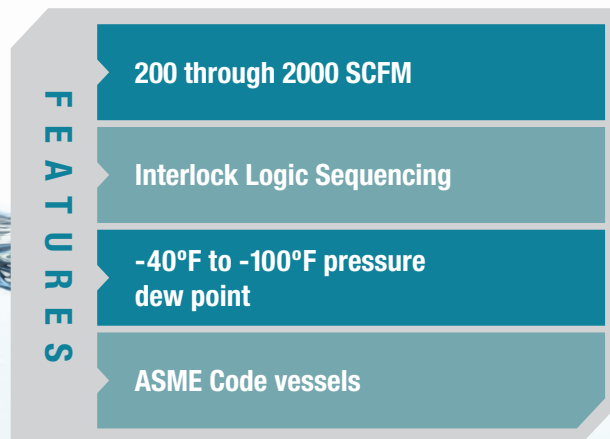 FEATURES
200 through 2000 SCFM
Interlock Logic Sequencing
-40ºF to -100ºF pressure
dew point
ASME Code vessels